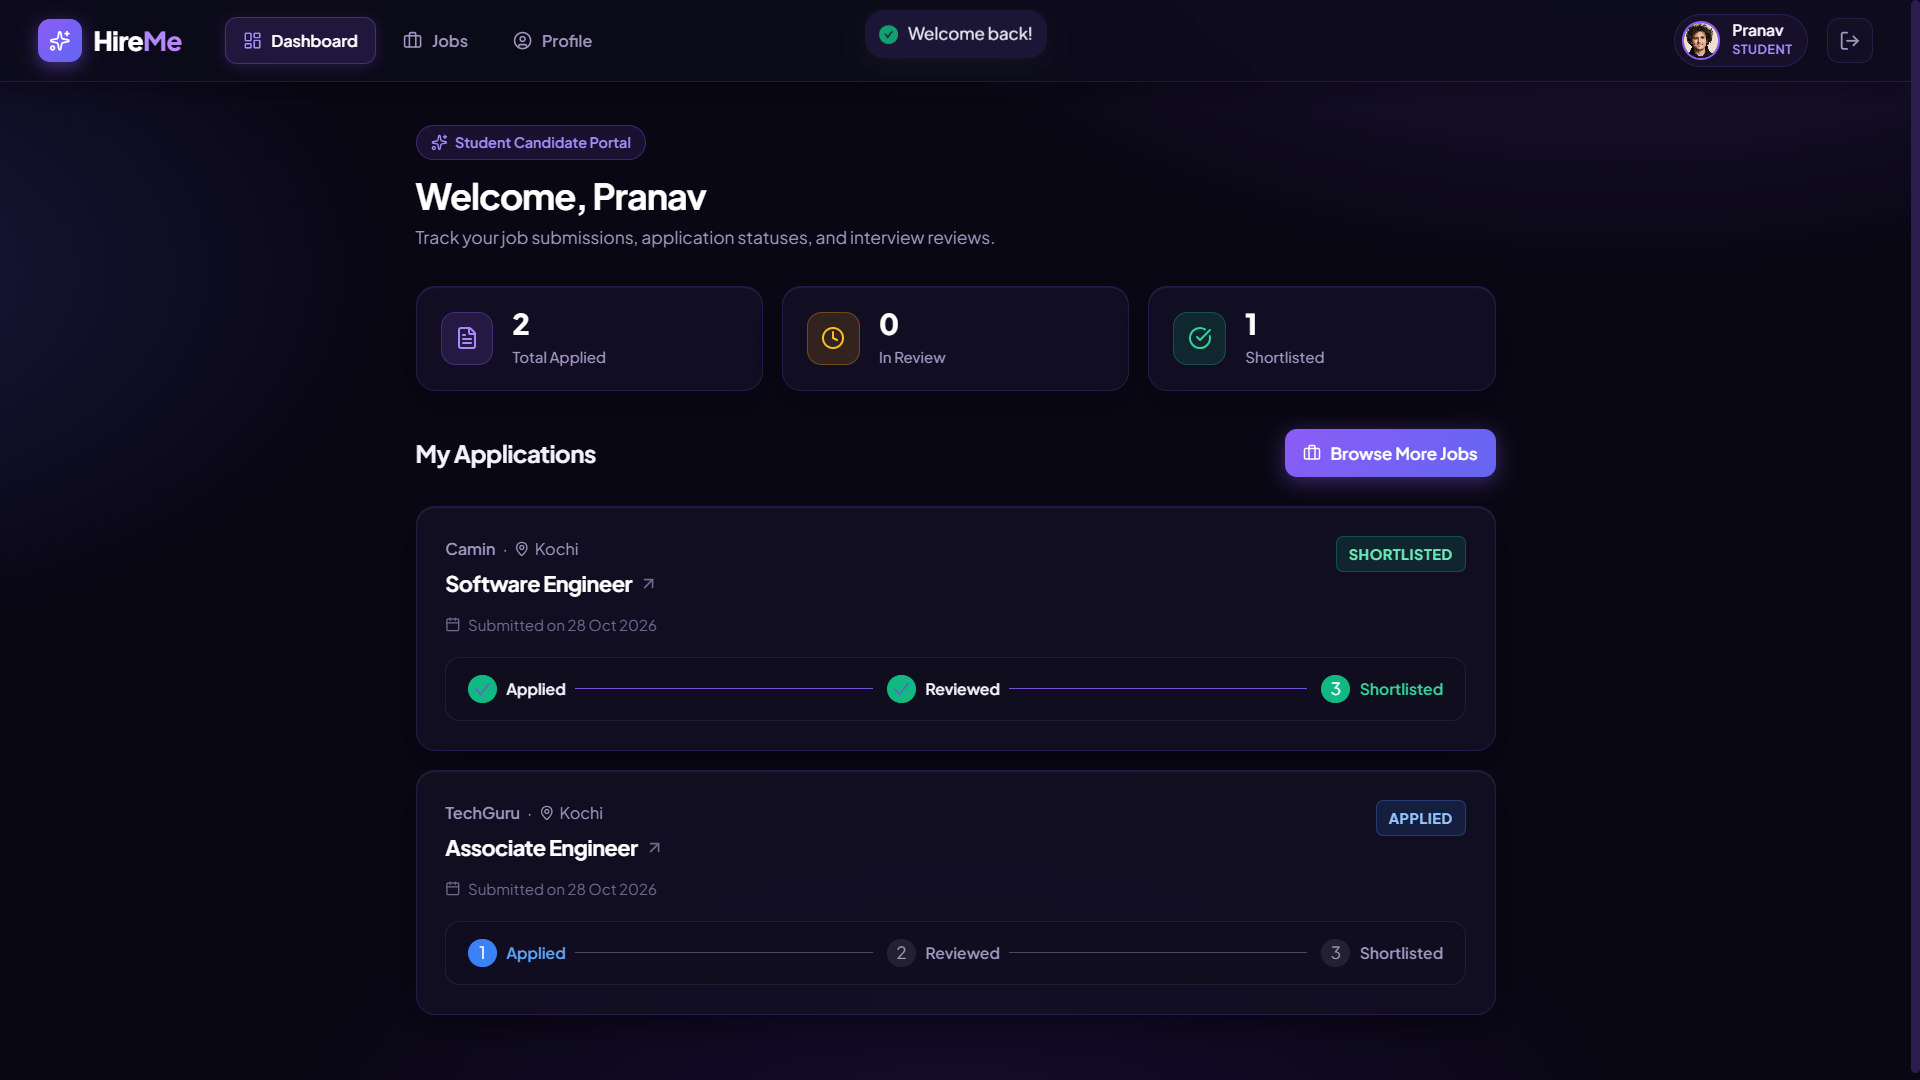 HireMe
Dashboard
Jobs
Profile
Welcome back!
Pranav
STUDENT
Student Candidate Portal
Welcome, Pranav
Track your job submissions, application statuses, and interview reviews.
2
Total Applied
0
In Review
1
Shortlisted
My Applications
Browse More Jobs
Camin · Kochi
SHORTLISTED
Software Engineer
Submitted on 28 Oct 2026
Applied
Reviewed
3 Shortlisted
TechGuru · Kochi
APPLIED
Associate Engineer
Submitted on 28 Oct 2026
1 Applied
2 Reviewed
3 Shortlisted